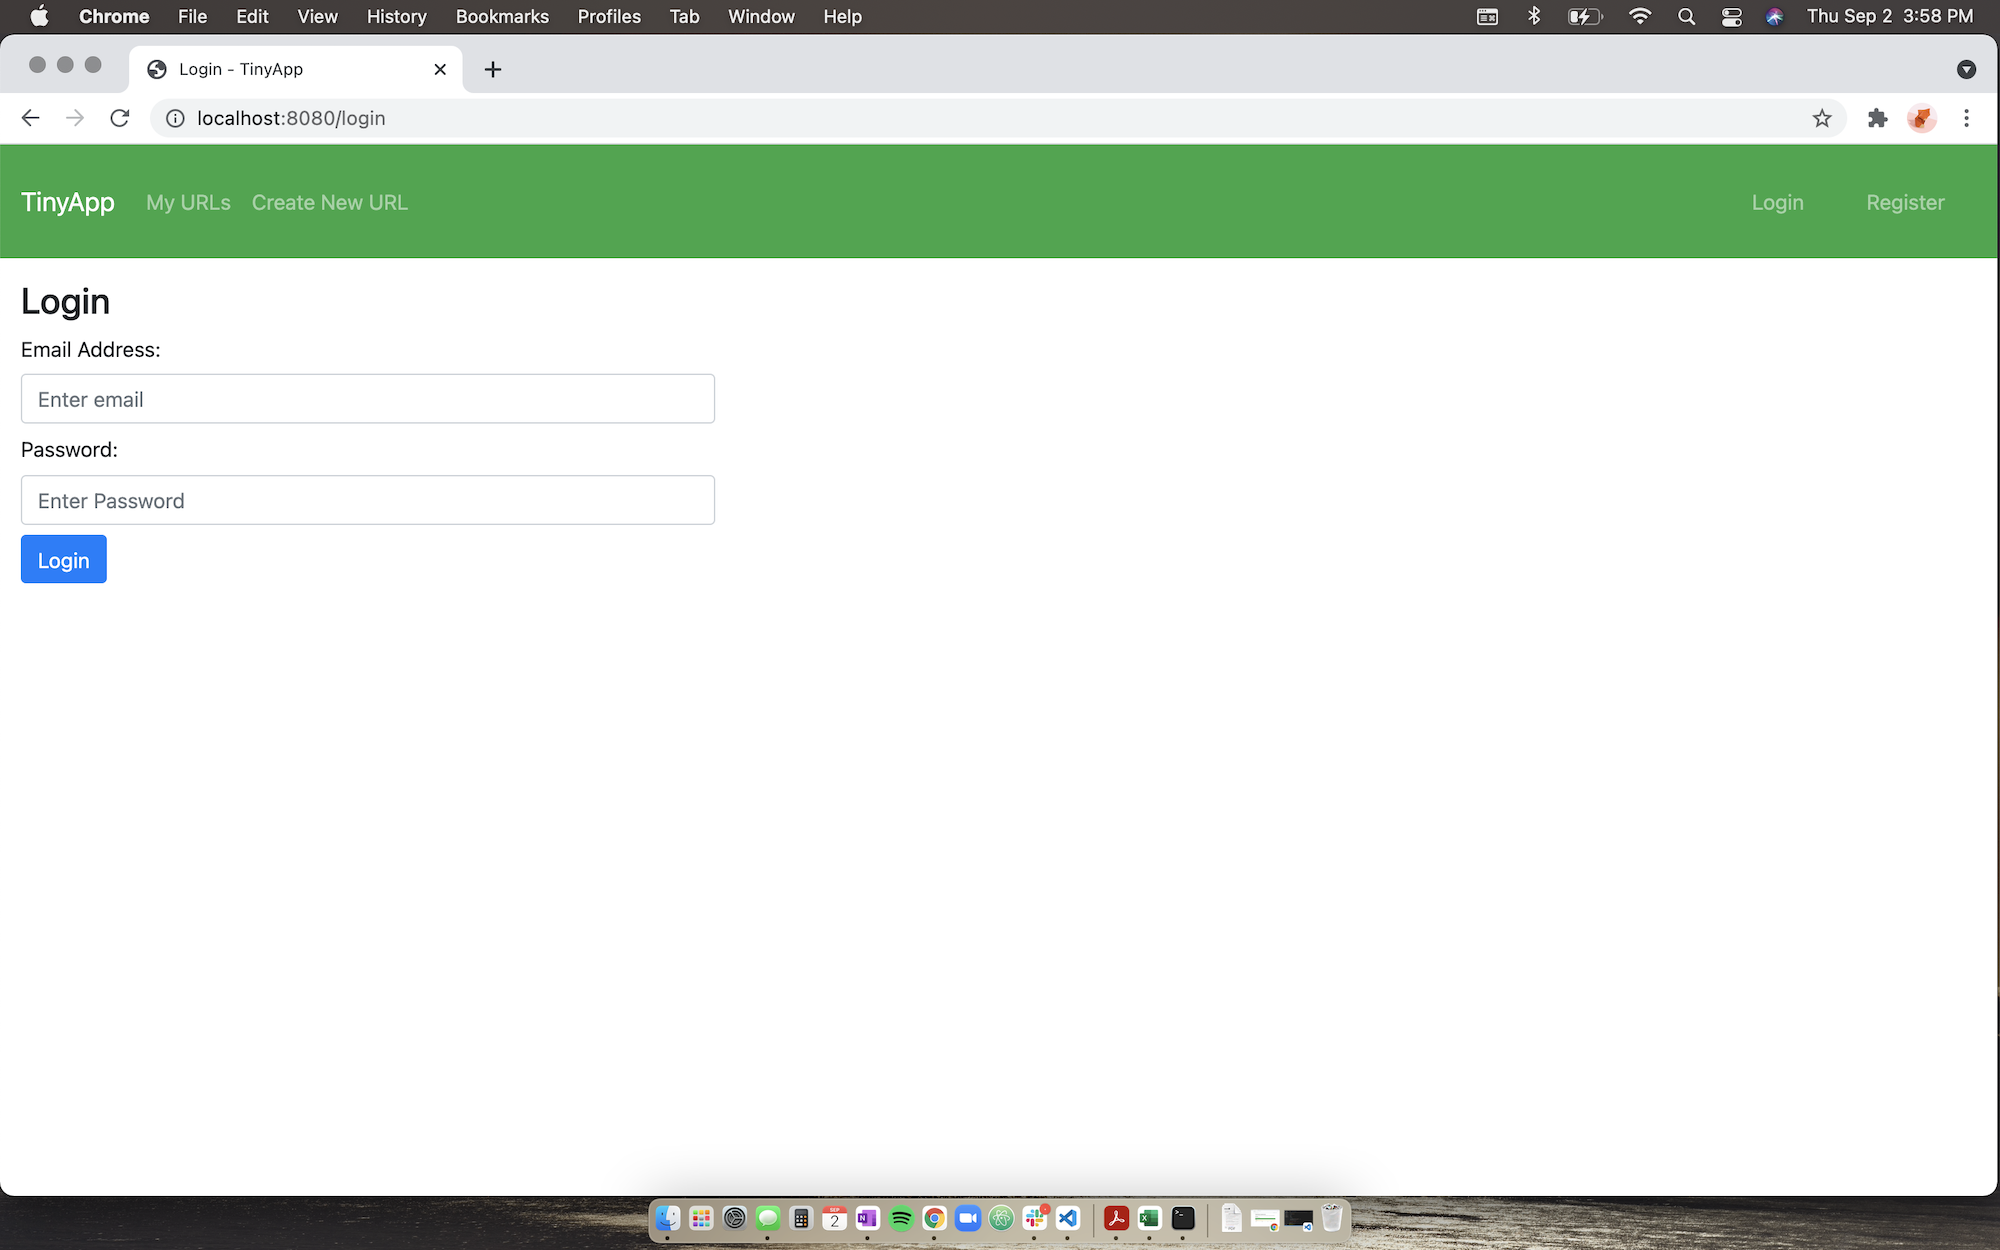 Chrome File Edit View History Bookmarks Profiles Tab Window Help Thu Sep 2 3:58 PM
Login - TinyApp
localhost:8080/login
TinyApp My URLs Create New URL Login Register
Login
Email Address:
Enter email
Password:
Enter Password
Login
SEP
2